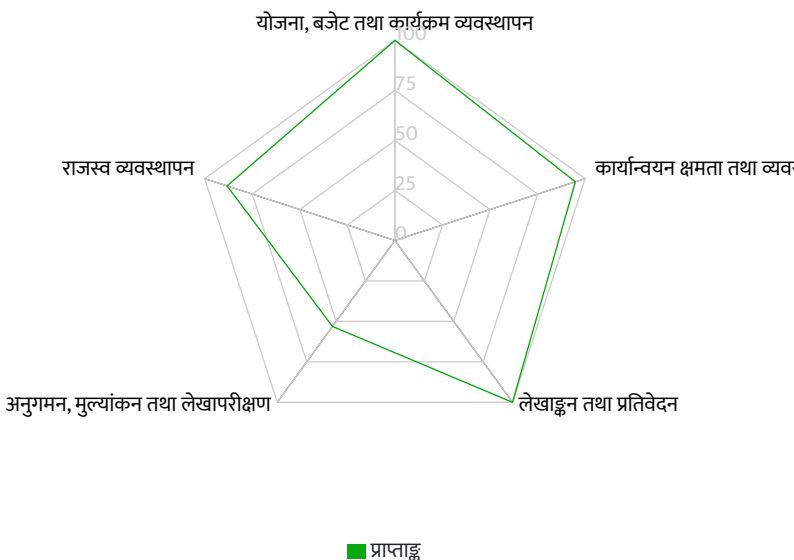 योजना, बजेट तथा कार्यक्रम व्यवस्थापन
100
75
राजस्व व्यवस्थापन
कार्यान्वयन क्षमता तथा
50
25
0
अनुगमन, मुल्यांकन तथा लेखापरीक्षण
लेखाङ्कन तथा प्रतिवेदन
प्राप्ताङ्क